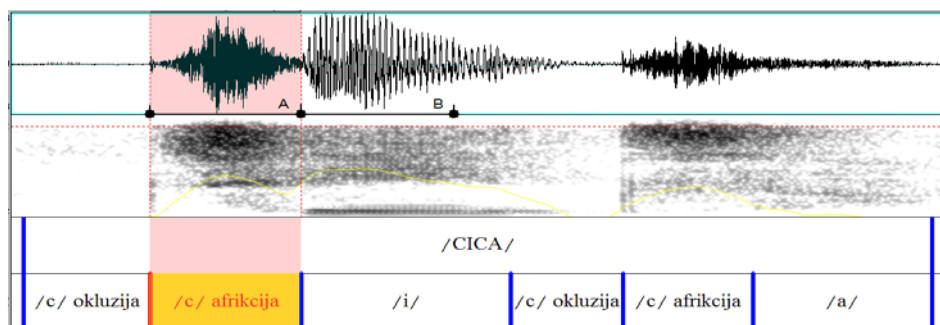 A B
/CICA/
/c/ okluzija /c/ afrikcija /i/ /c/ okluzija /c/ afrikcija /a/